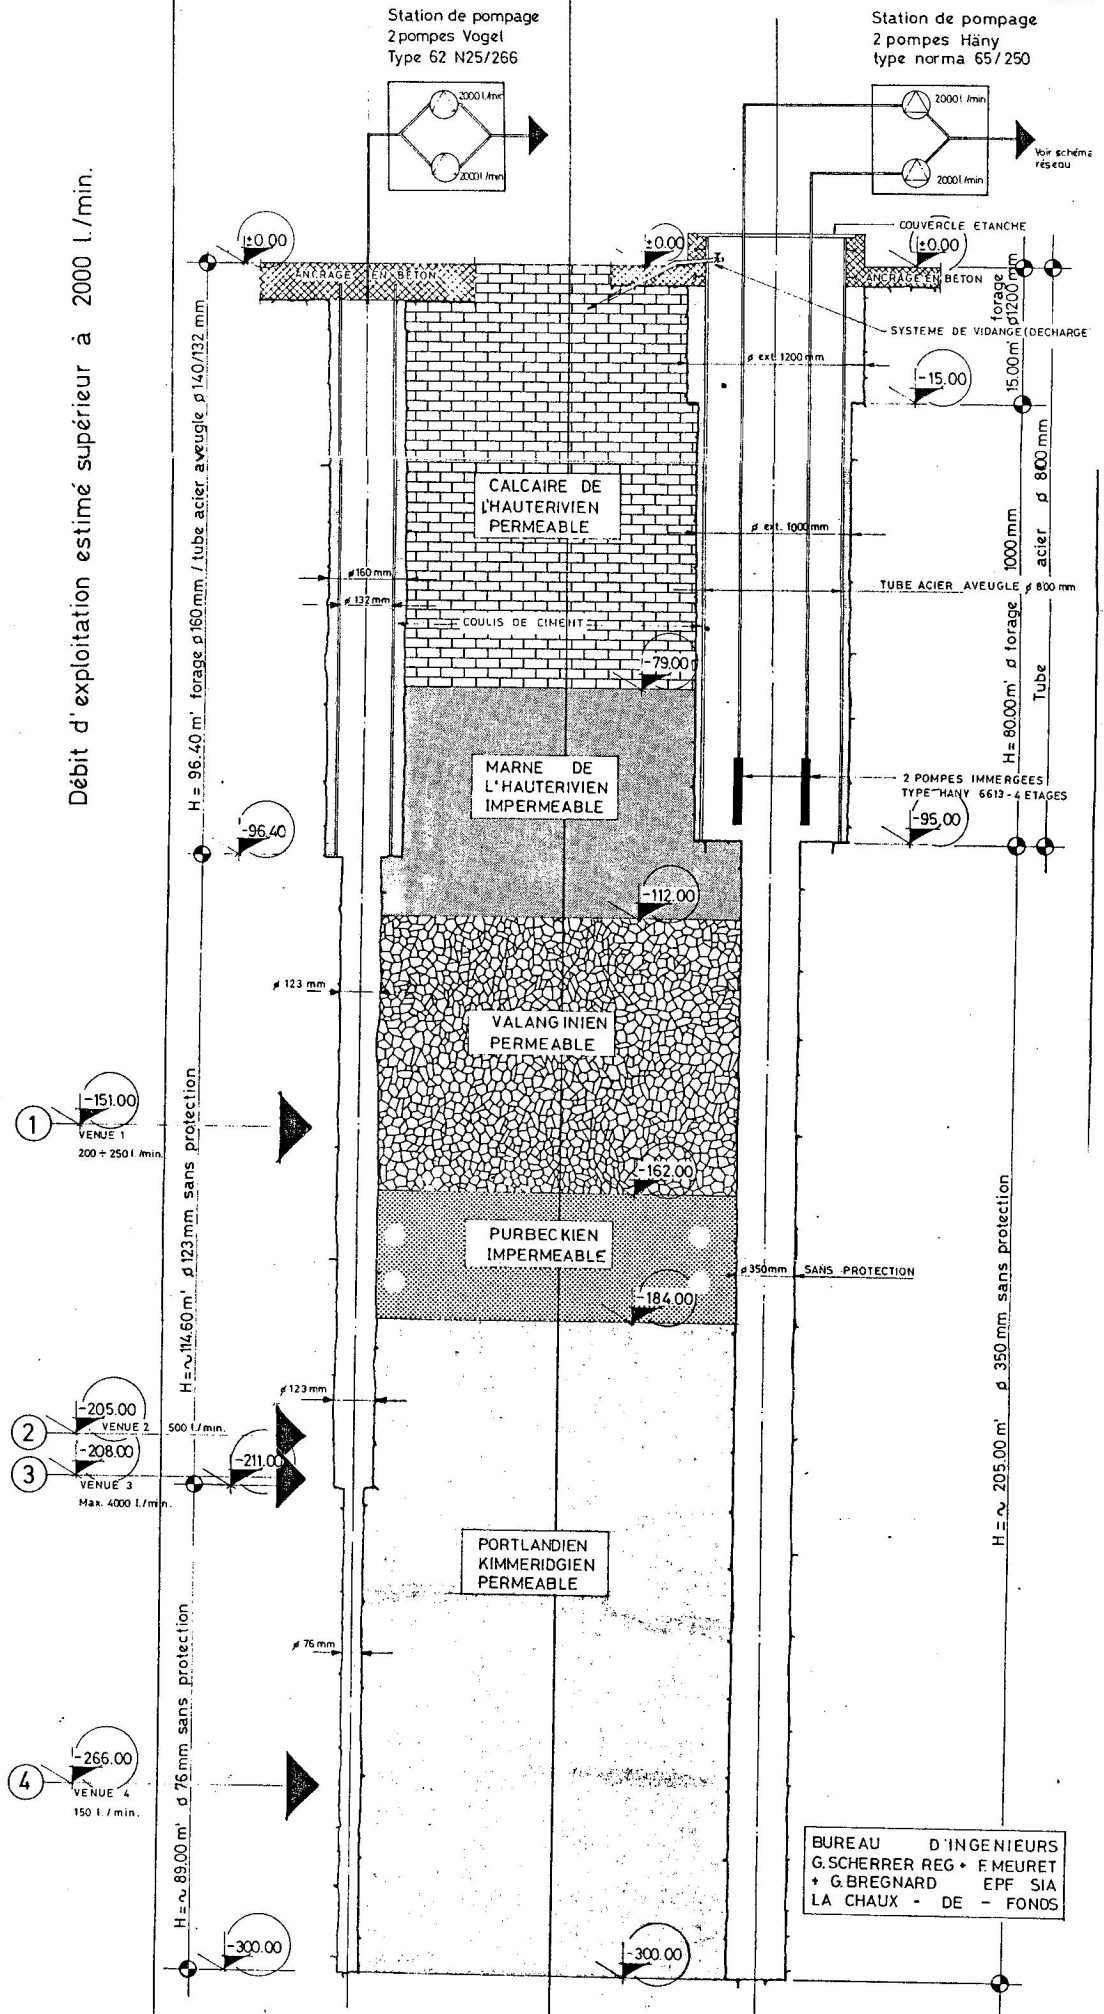 Station de pompage
2 pompes Vogel
Type 62 N25/266
2000 l/min
2000 l/min
Station de pompage
2 pompes Häny
type norma 65/250
2000 l/min
2000 l/min
Voir schéma
réseau
Débit d'exploitation estimé supérieur à 2000 l./min.
±0.00
±0.00
±0.00
COUVERCLE ETANCHE
ANCRAGE EN BETON
ANCRAGE EN BETON
SYSTEME DE VIDANGE (DECHARGE
ø ext. 1200 mm
-15.00
15.00 m' forage ø1200 mm
H = 96.40 m' forage ø160 mm / tube acier aveugle ø140/132 mm
CALCAIRE DE
L'HAUTERIVIEN
PERMEABLE
ø ext. 1000 mm
ø160 mm
ø 132 mm
TUBE ACIER AVEUGLE ø 800 mm
COULIS DE CIMENT
H = 80.00 m' ø forage 1000 mm
Tube acier ø 800 mm
-79.00
MARNE DE
L'HAUTERIVIEN
IMPERMEABLE
2 POMPES IMMERGEES
TYPE HANY 6613 - 4 ETAGES
-96.40
-95,00
-112.00
ø 123 mm
VALANGINIEN
PERMEABLE
1
-151.00
VENUE 1
200 ÷ 250 l./min.
H = ~114.60 m' ø 123 mm sans protection
-162.00
PURBECKIEN
IMPERMEABLE
ø 350mm SANS PROTECTION
-184.00
H = ~ 205.00 m' ø 350 mm sans protection
ø 123 mm
2
-205.00
VENUE 2 500 l/min.
3
-208.00
VENUE 3
Max. 4000 l./min.
-211.00
PORTLANDIEN
KIMMERIDGIEN
PERMEABLE
ø 76 mm
4
-266.00
VENUE 4
150 l./min.
H = ~ 89.00 m' ø 76 mm sans protection
BUREAU D'INGENIEURS
G. SCHERRER REG + F. MEURET
+ G. BREGNARD EPF SIA
LA CHAUX - DE - FONDS
-300.00
-300.00